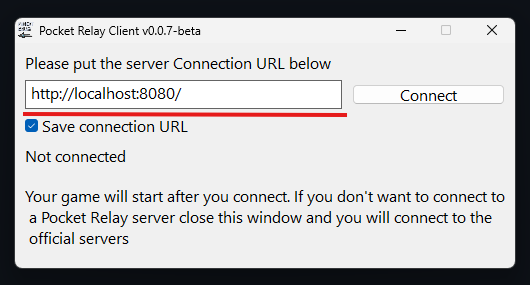 Pocket Relay Client v0.0.7-beta
Please put the server Connection URL below
http://localhost:8080/
Connect
Save connection URL
Not connected
Your game will start after you connect. If you don't want to connect to
a Pocket Relay server close this window and you will connect to the
official servers